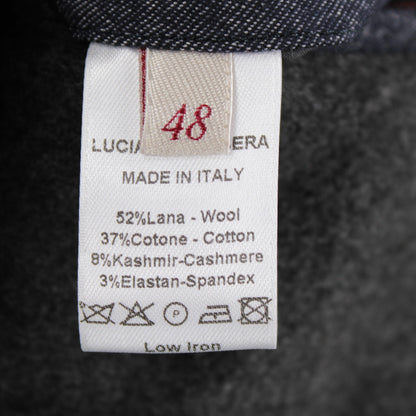 48
MADE IN ITALY
52%Lana - Wool
37%Cotone - Cotton
8%Kashmir-Cashmere
3%Elastan-Spandex
P
Low Iron